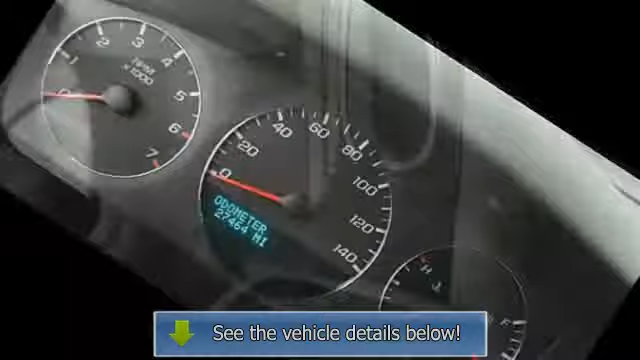 0 1 2 3 4 5 6 7
RPM
x1000
0 20 40 60 80 100 120 140
ODOMETER
27464 MI
H
F
See the vehicle details below!